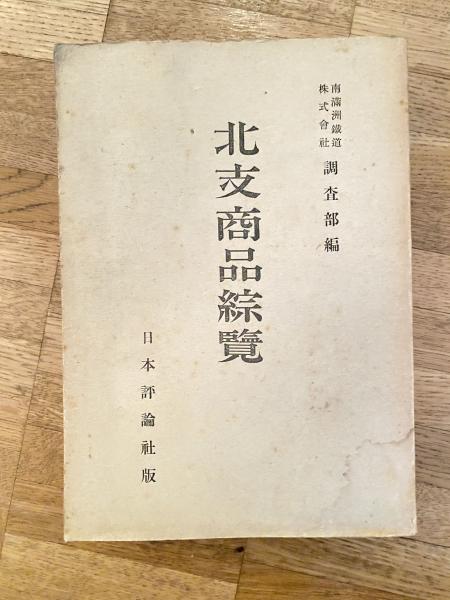 南滿洲鐵道
株式會社
調査部編
北支商品綜覽
日本評論社版